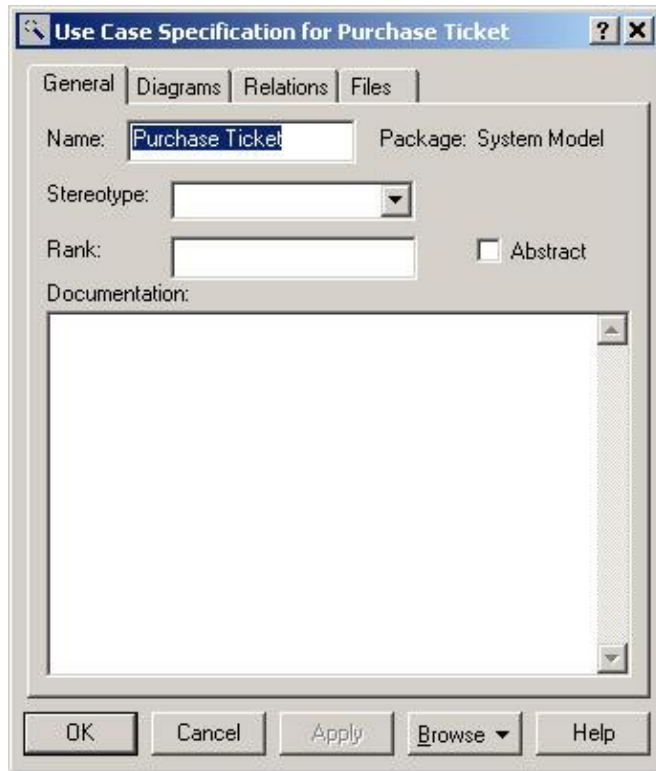 Use Case Specification for Purchase Ticket
General Diagrams Relations Files
Name: Purchase Ticket Package: System Model
Stereotype:
Rank: Abstract
Documentation:
OK Cancel Apply Browse Help